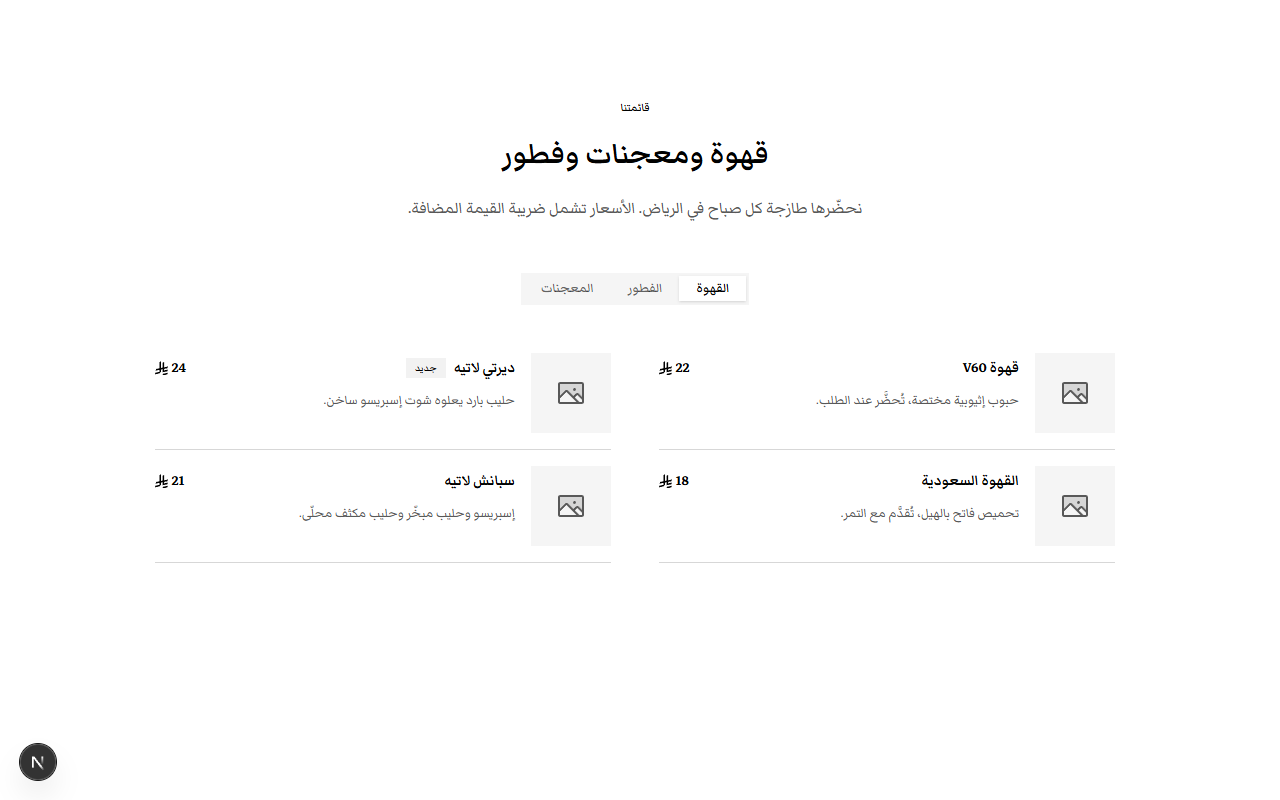 قائمتنا
قهوة ومعجنات وفطور
نحضّرها طازجة كل صباح في الرياض. الأسعار تشمل ضريبة القيمة المضافة.
القهوة الفطور المعجنات
قهوة V60 22 ⃁
حبوب إثيوبية مختصة، تُحضَّر عند الطلب.
ديرتي لاتيه جديد 24 ⃁
حليب بارد يعلوه شوت إسبريسو ساخن.
القهوة السعودية 18 ⃁
تحميص فاتح بالهيل، تُقدَّم مع التمر.
سبانش لاتيه 21 ⃁
إسبريسو وحليب مبخّر وحليب مكثف محلّى.
N